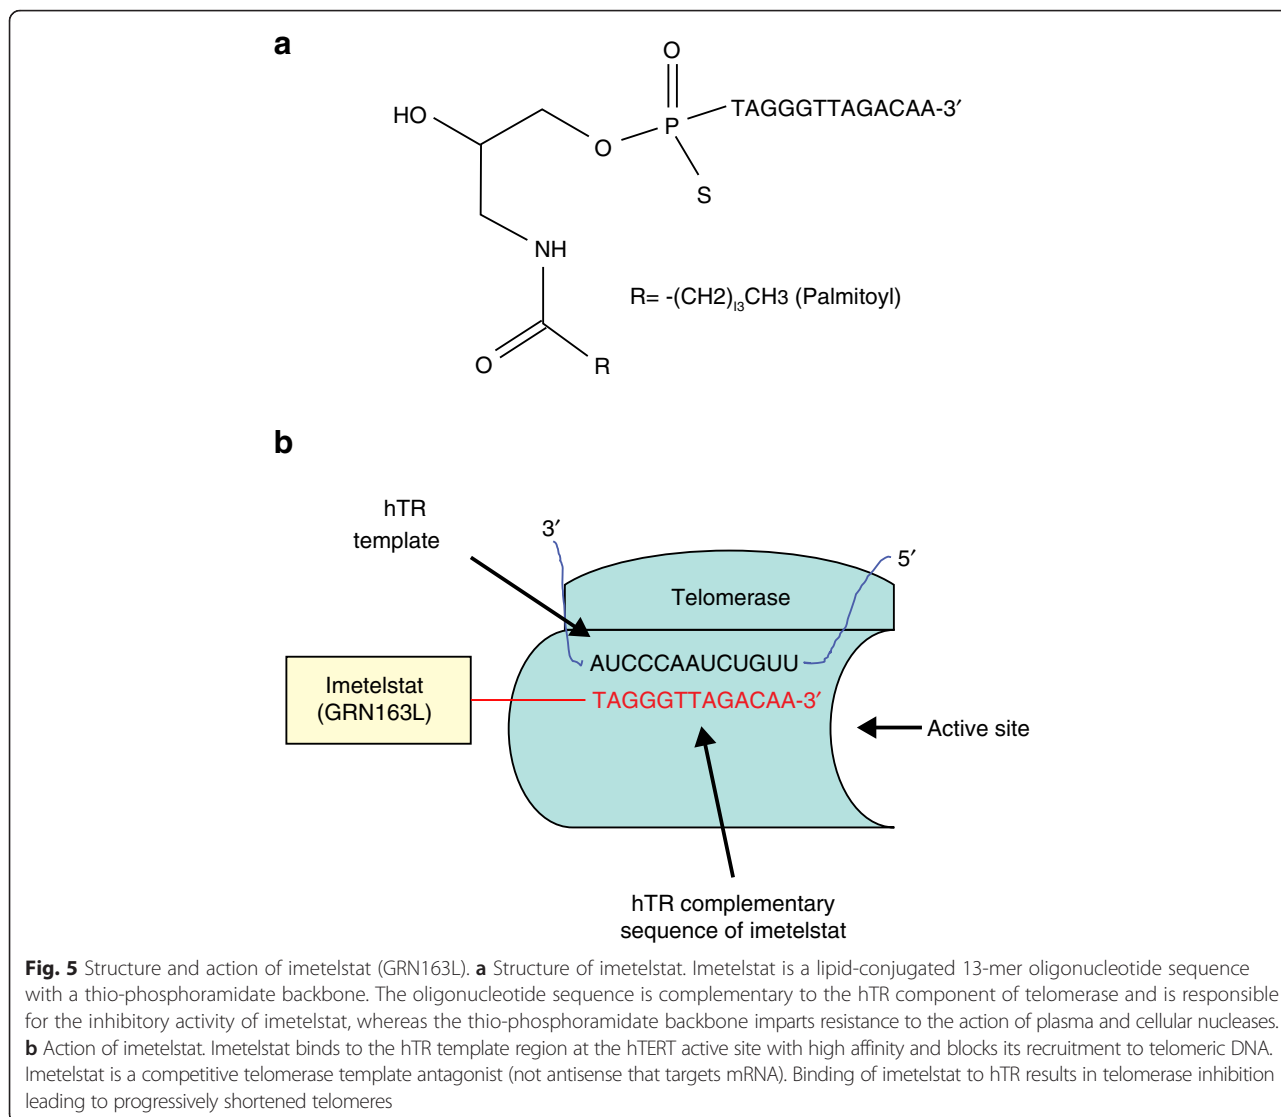 a
O
HO
O
P
TAGGGTTAGACAA-3′
S
NH
R= -(CH2)₁₃CH3 (Palmitoyl)
O
R
b
hTR
template
3′
5′
Telomerase
AUCCCAAUCUGUU
Imetelstat
(GRN163L)
TAGGGTTAGACAA-3′
Active site
hTR complementary
sequence of imetelstat
Fig. 5 Structure and action of imetelstat (GRN163L). a Structure of imetelstat. Imetelstat is a lipid-conjugated 13-mer oligonucleotide sequence
with a thio-phosphoramidate backbone. The oligonucleotide sequence is complementary to the hTR component of telomerase and is responsible
for the inhibitory activity of imetelstat, whereas the thio-phosphoramidate backbone imparts resistance to the action of plasma and cellular nucleases.
b Action of imetelstat. Imetelstat binds to the hTR template region at the hTERT active site with high affinity and blocks its recruitment to telomeric DNA.
Imetelstat is a competitive telomerase template antagonist (not antisense that targets mRNA). Binding of imetelstat to hTR results in telomerase inhibition
leading to progressively shortened telomeres